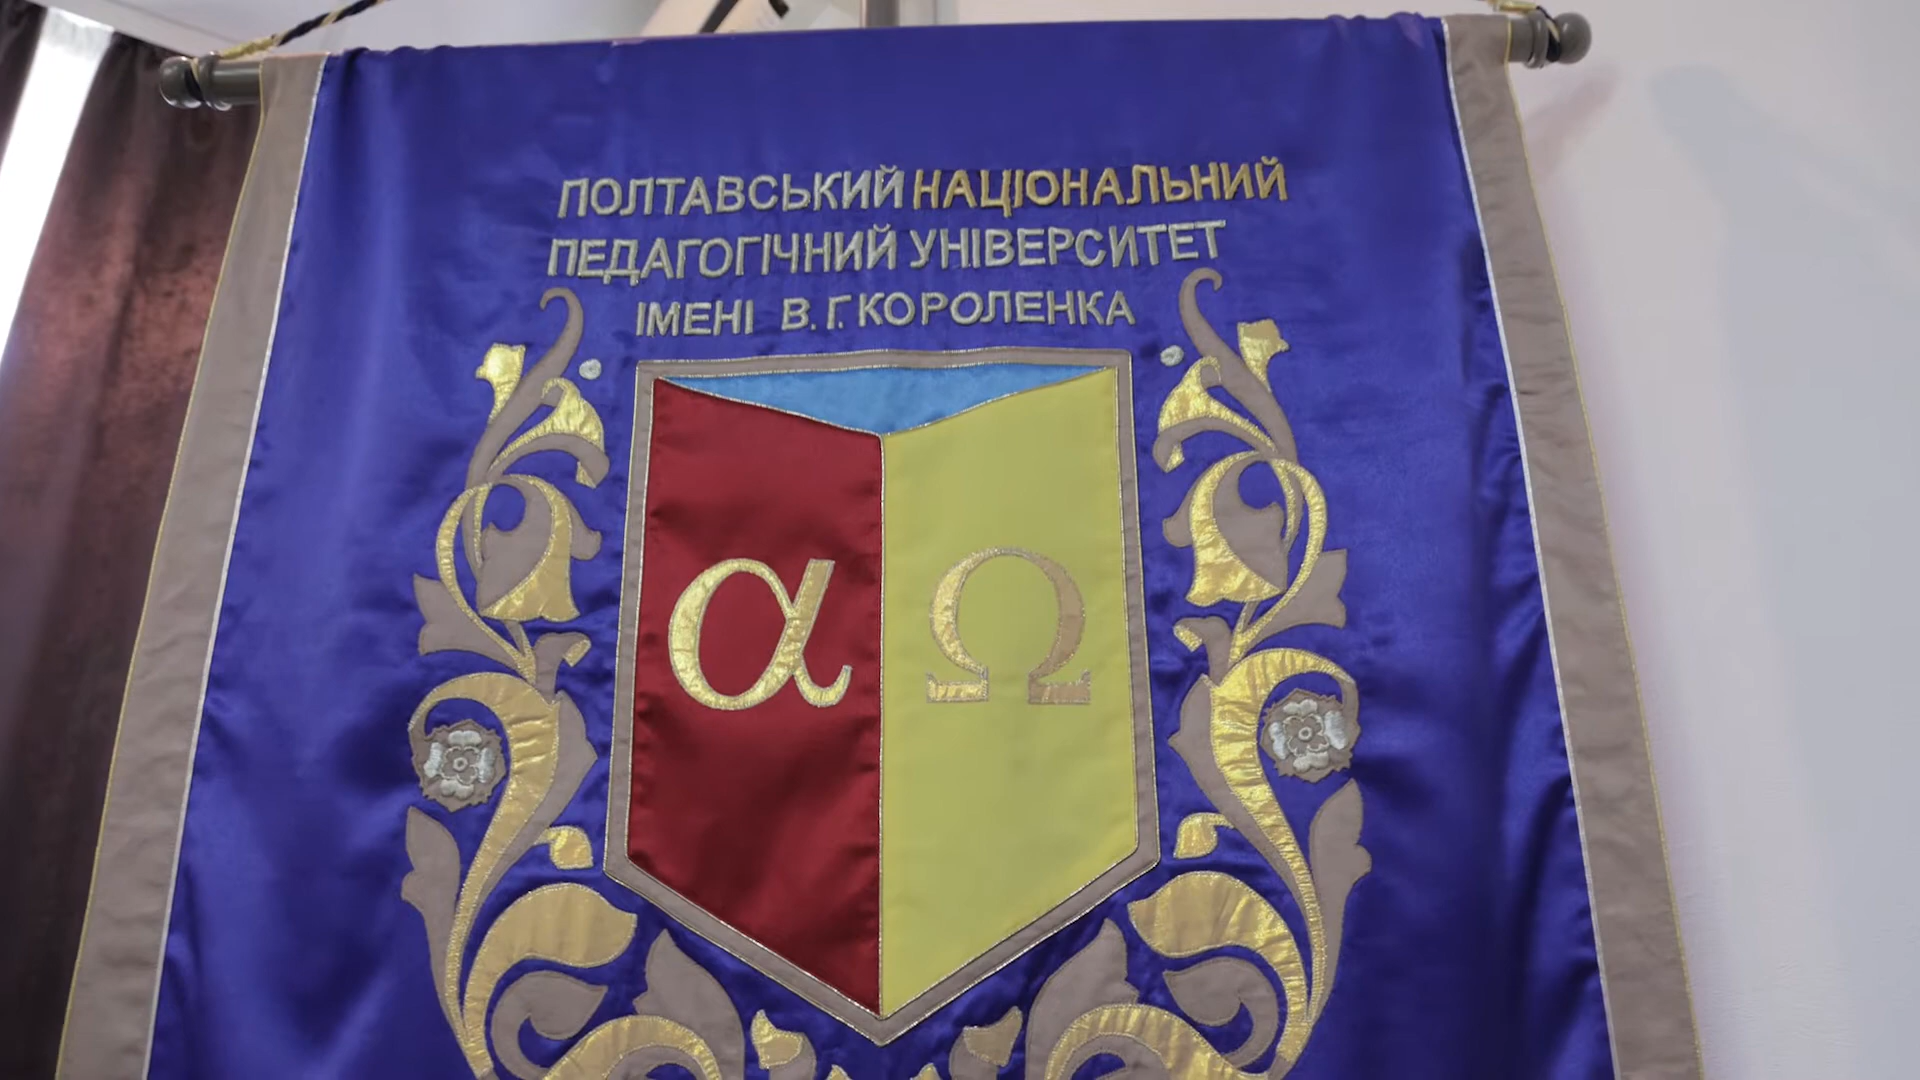 ПОЛТАВСЬКИЙ НАЦІОНАЛЬНИЙ
ПЕДАГОГІЧНИЙ УНІВЕРСИТЕТ
ІМЕНІ В. Г. КОРОЛЕНКА
α Ω